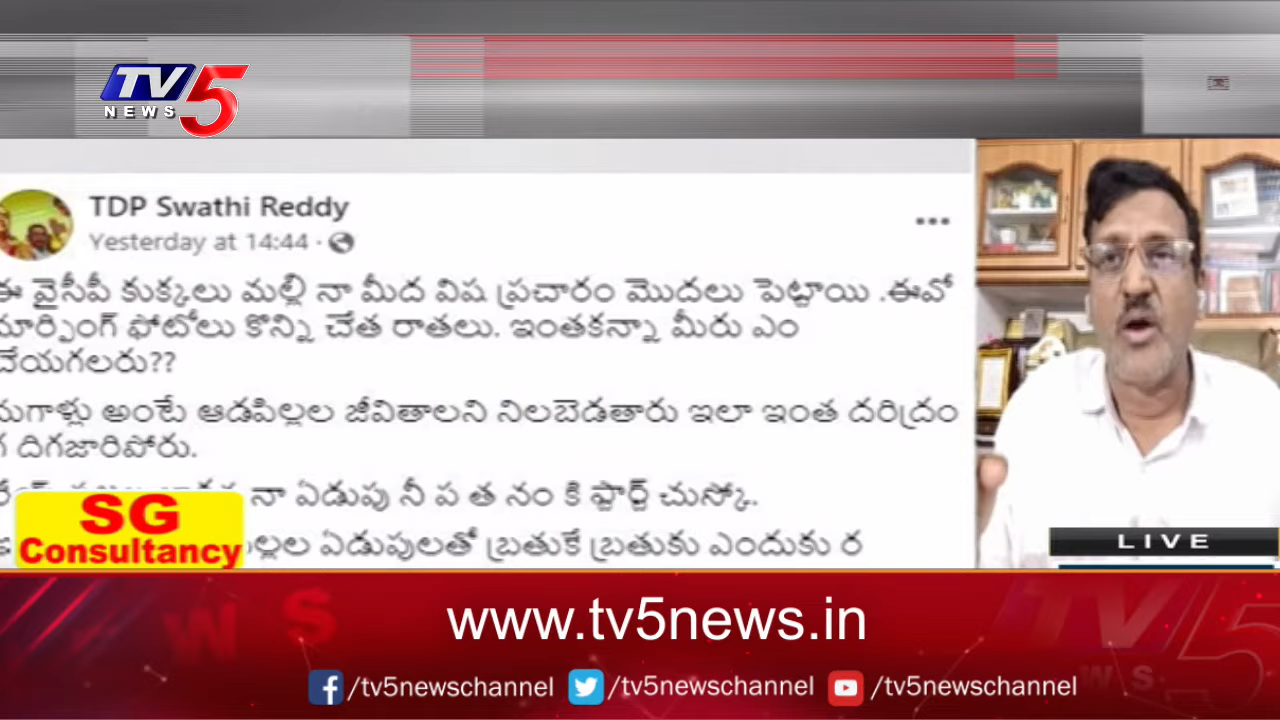 TV5
NEWS
TDP Swathi Reddy
Yesterday at 14:44 ·
ఈ వైసీపీ కుక్కలు మల్లి నా మీద విష ప్రచారం మొదలు పెట్టాయి .ఈవో
మార్ఫింగ్ ఫోటోలు కొన్ని చేత రాతలు. ఇంతకన్నా మీరు ఎం
చేయగలరు??
అంటే ఆడపిల్లల జీవితాలని నిలబెడతారు ఇలా ఇంత దరిద్రం
దిగజారిపోరు.
నా ఏడుపు నీ ప త నం కి స్టార్ట్ చుస్కో.
ఏడుపులతో బ్రతుకే బ్రతుకు ఎందుకు ర
SG
Consultancy
LIVE
www.tv5news.in
/tv5newschannel /tv5newschannel /tv5newschannel